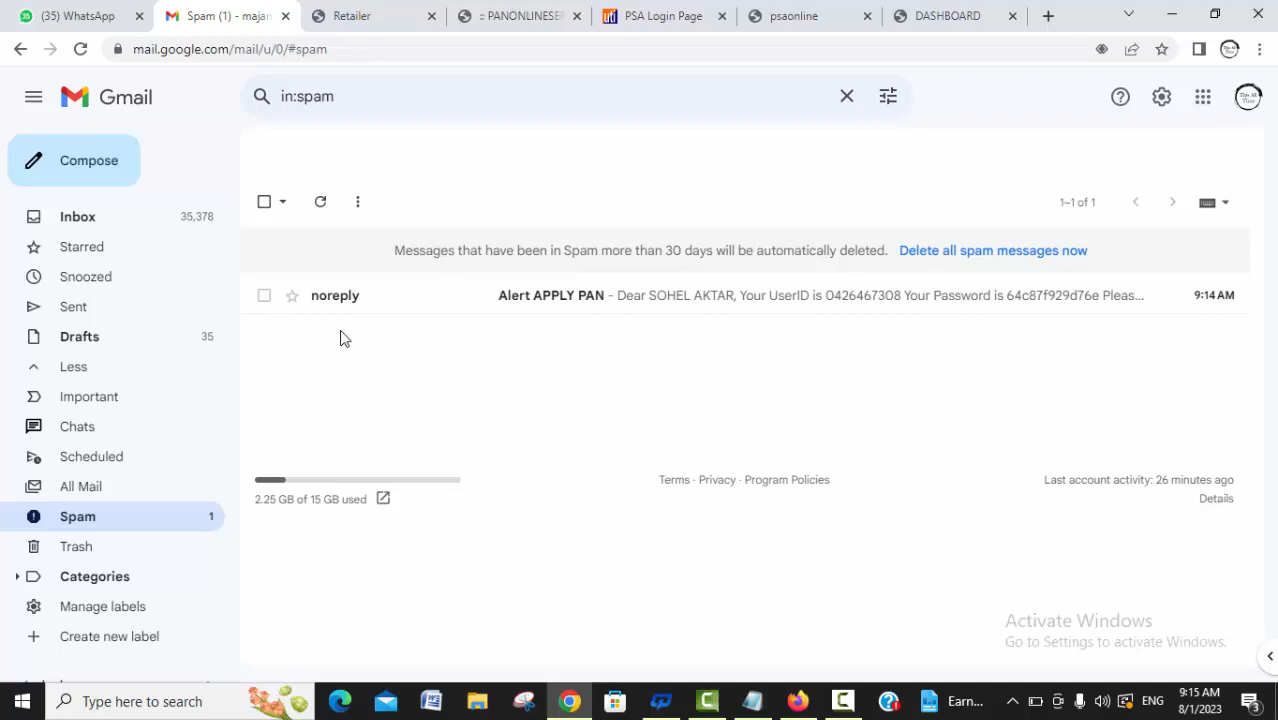 (35) WhatsApp
Spam (1) - majan
Retailer
:: PANONLINESER
uti PSA Login Page
psaonline
DASHBOARD
mail.google.com/mail/u/0/#spam
Gmail
in:spam
Compose
1–1 of 1
Inbox 35,378
Messages that have been in Spam more than 30 days will be automatically deleted. Delete all spam messages now
Starred
Snoozed
noreply Alert APPLY PAN - Dear SOHEL AKTAR, Your UserID is 0426467308 Your Password is 64c87f929d76e Pleas... 9:14 AM
Sent
Drafts 35
Less
Important
Chats
Scheduled
All Mail
Terms · Privacy · Program Policies
Last account activity: 26 minutes ago
2.25 GB of 15 GB used
Details
Spam 1
Trash
Categories
Manage labels
Create new label
Activate Windows
Go to Settings to activate Windows.
Type here to search
Earn...
ENG
9:15 AM
8/1/2023
3